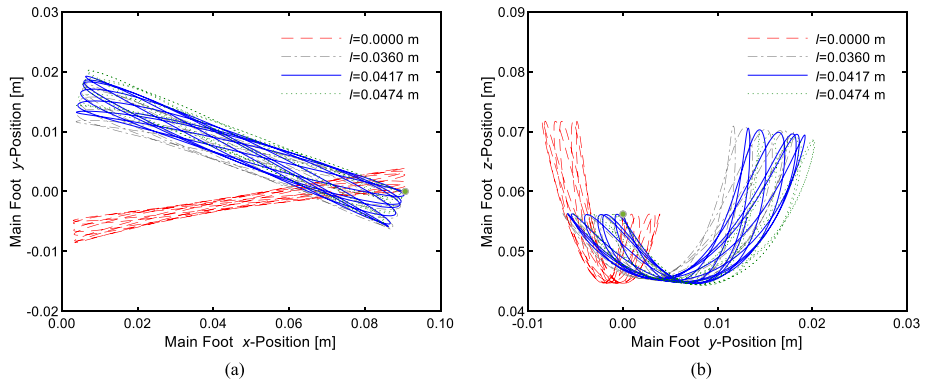 0.03
0.02
0.01
0.00
-0.01
-0.02
0.00 0.02 0.04 0.06 0.08 0.10
Main Foot y-Position [m]
Main Foot x-Position [m]
l=0.0000 m
l=0.0360 m
l=0.0417 m
l=0.0474 m
(a)
0.09
0.08
0.07
0.06
0.05
0.04
-0.01 0.00 0.01 0.02 0.03
Main Foot z-Position [m]
Main Foot y-Position [m]
l=0.0000 m
l=0.0360 m
l=0.0417 m
l=0.0474 m
(b)